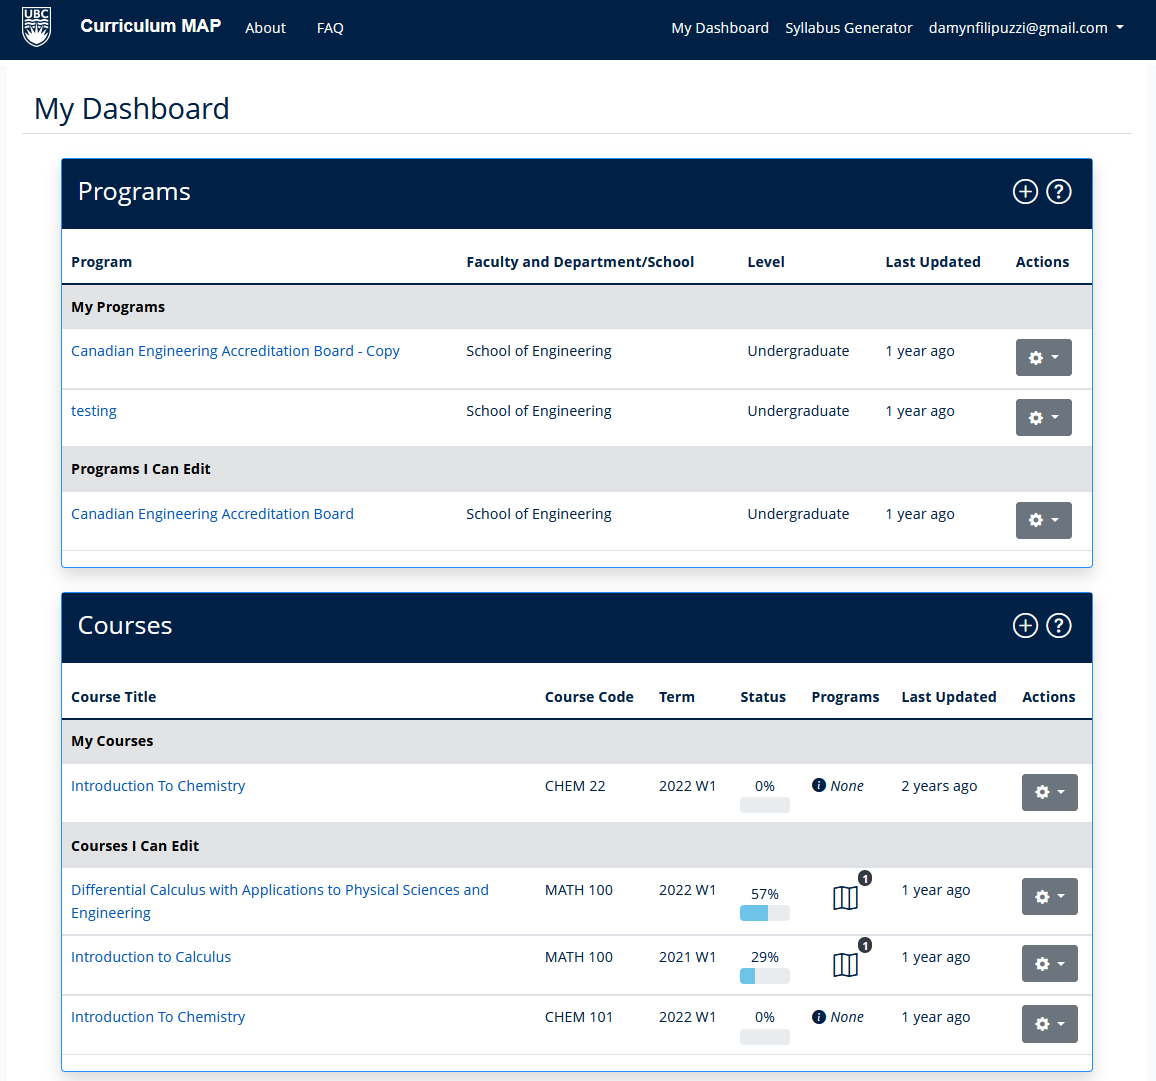 UBC
Curriculum MAP About FAQ My Dashboard Syllabus Generator damynfilipuzzi@gmail.com
My Dashboard
Programs
Program Faculty and Department/School Level Last Updated Actions
My Programs
Canadian Engineering Accreditation Board - Copy School of Engineering Undergraduate 1 year ago
testing School of Engineering Undergraduate 1 year ago
Programs I Can Edit
Canadian Engineering Accreditation Board School of Engineering Undergraduate 1 year ago
Courses
Course Title Course Code Term Status Programs Last Updated Actions
My Courses
Introduction To Chemistry CHEM 22 2022 W1 0% None 2 years ago
Courses I Can Edit
Differential Calculus with Applications to Physical Sciences and MATH 100 2022 W1 57% 1 1 year ago
Engineering
Introduction to Calculus MATH 100 2021 W1 29% 1 1 year ago
Introduction To Chemistry CHEM 101 2022 W1 0% None 1 year ago